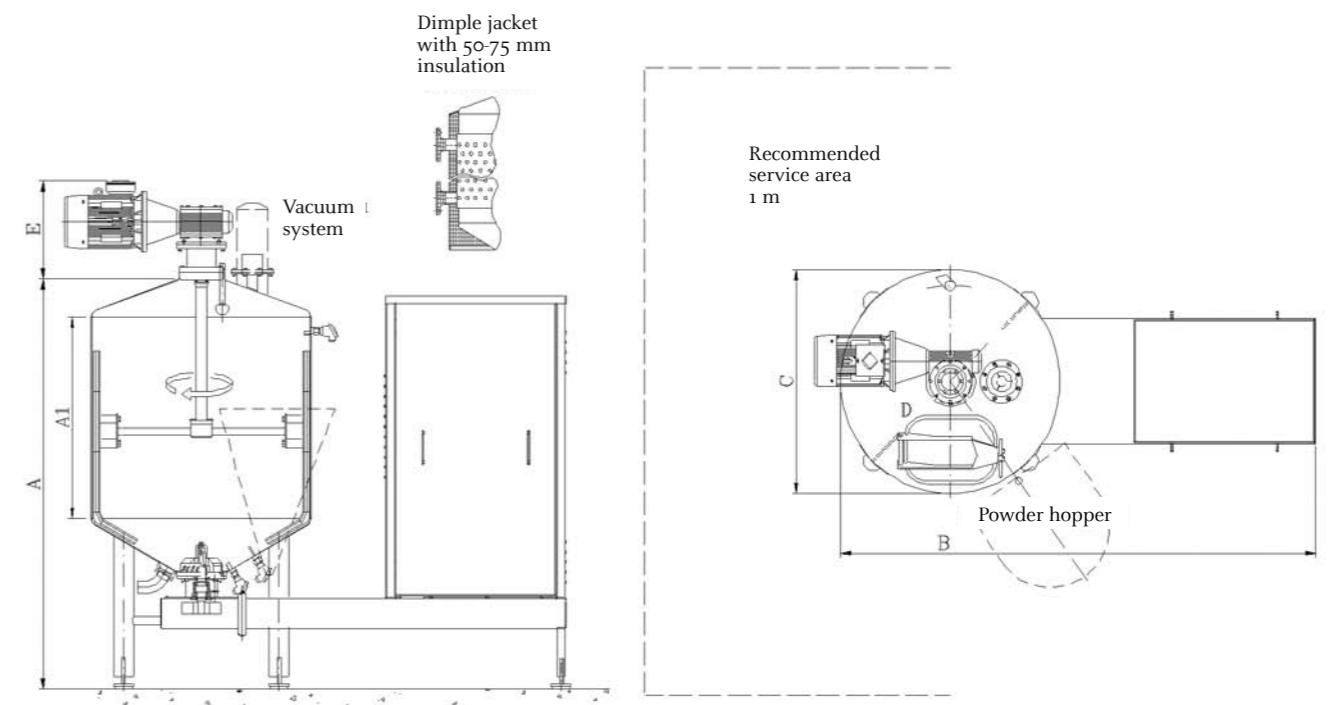 Dimple jacket
with 50-75 mm
insulation
Recommended
service area
1 m
Vacuum
system
E
A1
A
C
D
Powder hopper
B